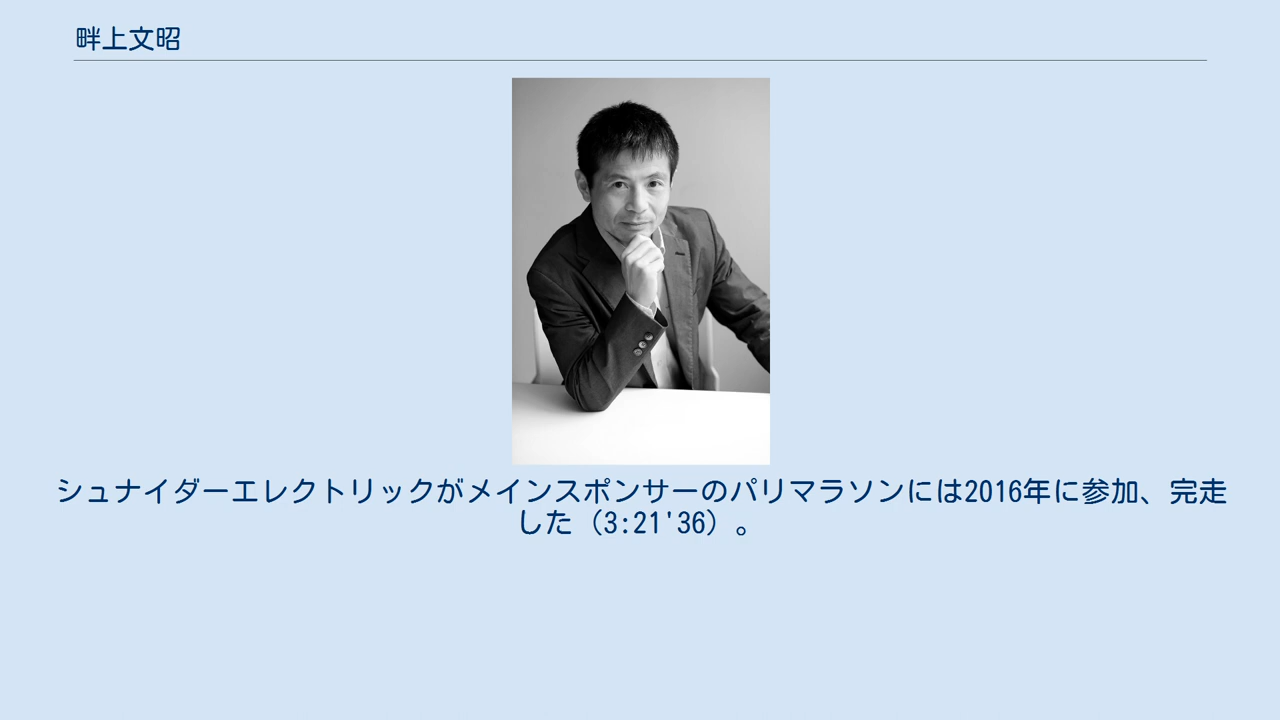 畔上文昭
シュナイダーエレクトリックがメインスポンサーのパリマラソンには2016年に参加、完走
した（3:21'36）。